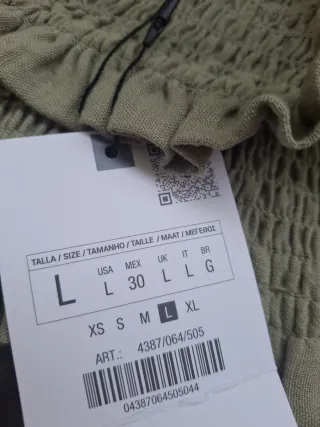 TALLA / SIZE / TAMANHO / TAILLE / MAAT / ΜΕΓΕΘΟΣ
USA MEX UK IT BR
L L 30 L L G
XS S M L XL
ART.: 4387/064/505
04387064505044